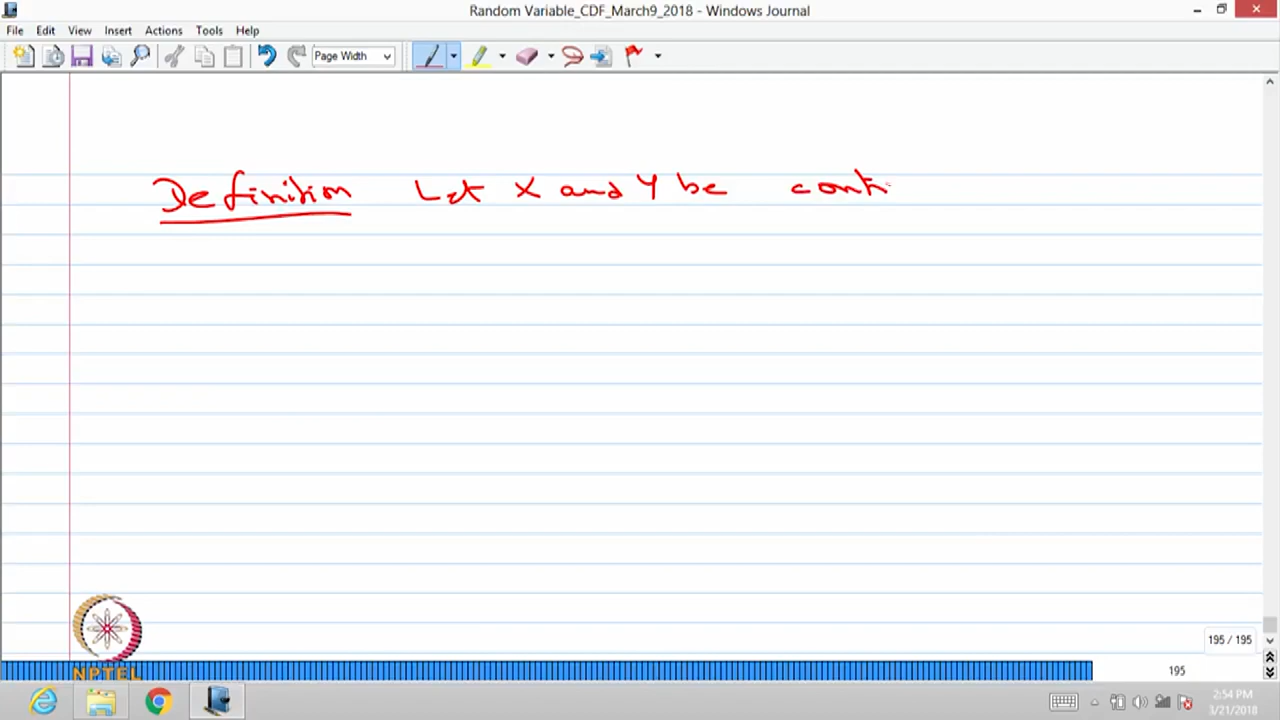 Random Variable_CDF_March9_2018 - Windows Journal
File Edit View Insert Actions Tools Help
Page Width
Definition Let X and Y be conti
195 / 195
NPTEL
195
2:54 PM
3/21/2018